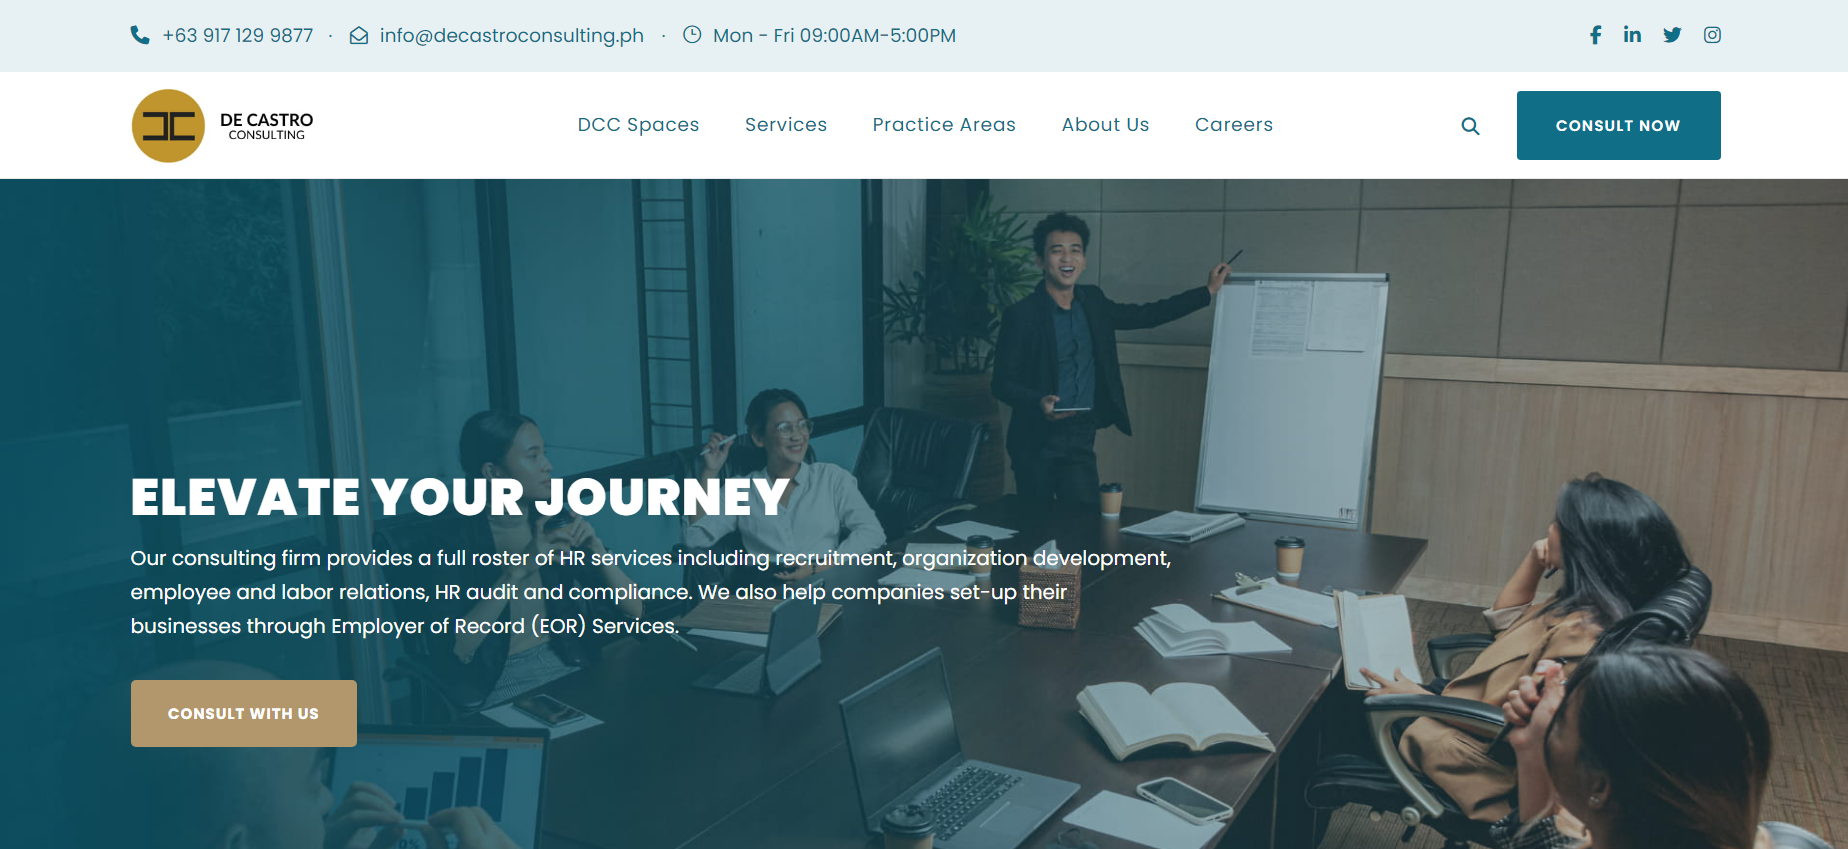 +63 917 129 9877 · info@decastroconsulting.ph · Mon - Fri 09:00AM-5:00PM
DE CASTRO
CONSULTING
DCC Spaces Services Practice Areas About Us Careers
CONSULT NOW
ELEVATE YOUR JOURNEY
Our consulting firm provides a full roster of HR services including recruitment, organization development,
employee and labor relations, HR audit and compliance. We also help companies set-up their
businesses through Employer of Record (EOR) Services.
CONSULT WITH US